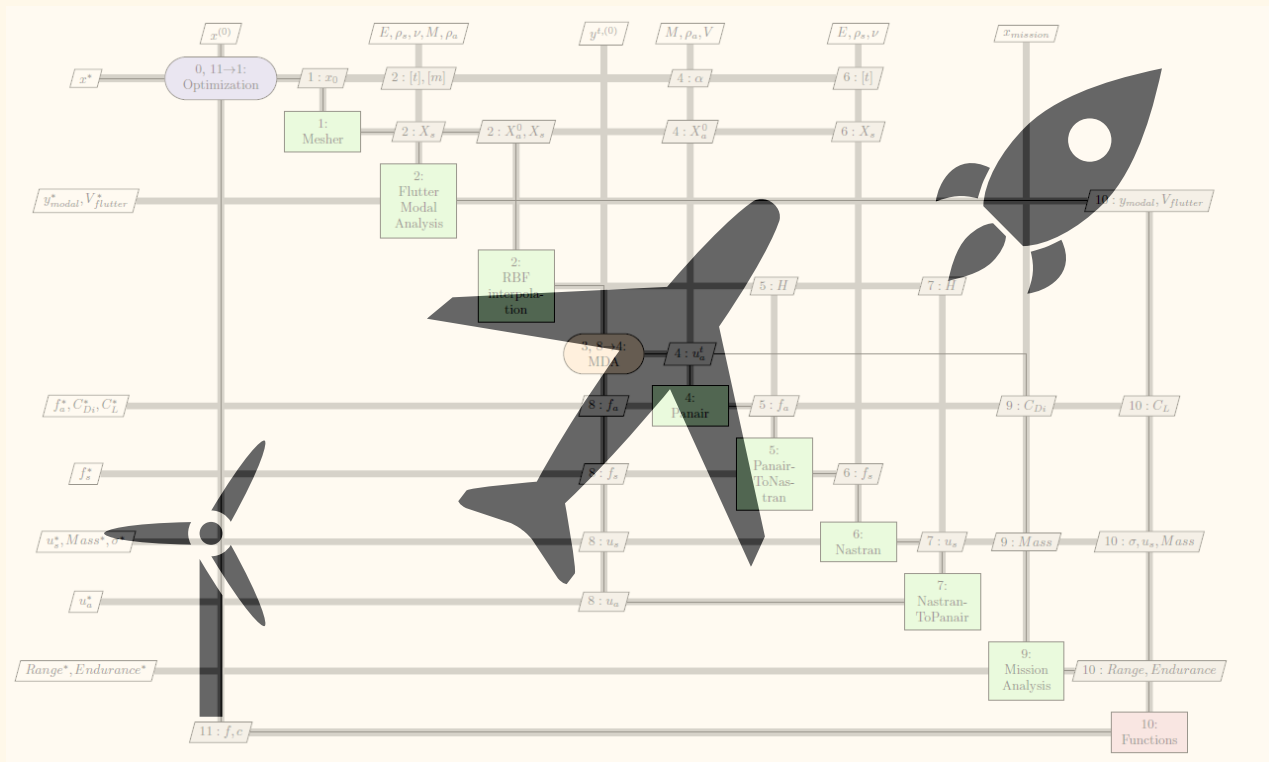 x^(0) E, ρ_s, ν, M, ρ_a y^{t,(0)} M, ρ_a, V E, ρ_s, ν x_mission
x* 0, 11→1: 1 : x_0 2 : [t], [m] 4 : α 6 : [t]
Optimization
1: 2 : X_s 2 : X_a^0, X_s 4 : X_a^0 6 : X_s
Mesher
y*_modal, V*_flutter 2: 10 : y_modal, V_flutter
Flutter
Modal
Analysis
2: 5 : H 7 : H
RBF
interpola-
tion
3, 8→4: 4 : u_a^t
MDA
f_a*, C_Di*, C_L* 8 : f_a 4: 5 : f_a 9 : C_Di 10 : C_L
Panair
f_s* 8 : f_s 5: 6 : f_s
Panair-
ToNas-
tran
u_s*, Mass*, σ* 8 : u_s 6: 7 : u_s 9 : Mass 10 : σ, u_s, Mass
Nastran
u_a* 8 : u_a 7:
Nastran-
ToPanair
Range*, Endurance* 9: 10 : Range, Endurance
Mission
Analysis
11 : f, c 10:
Functions